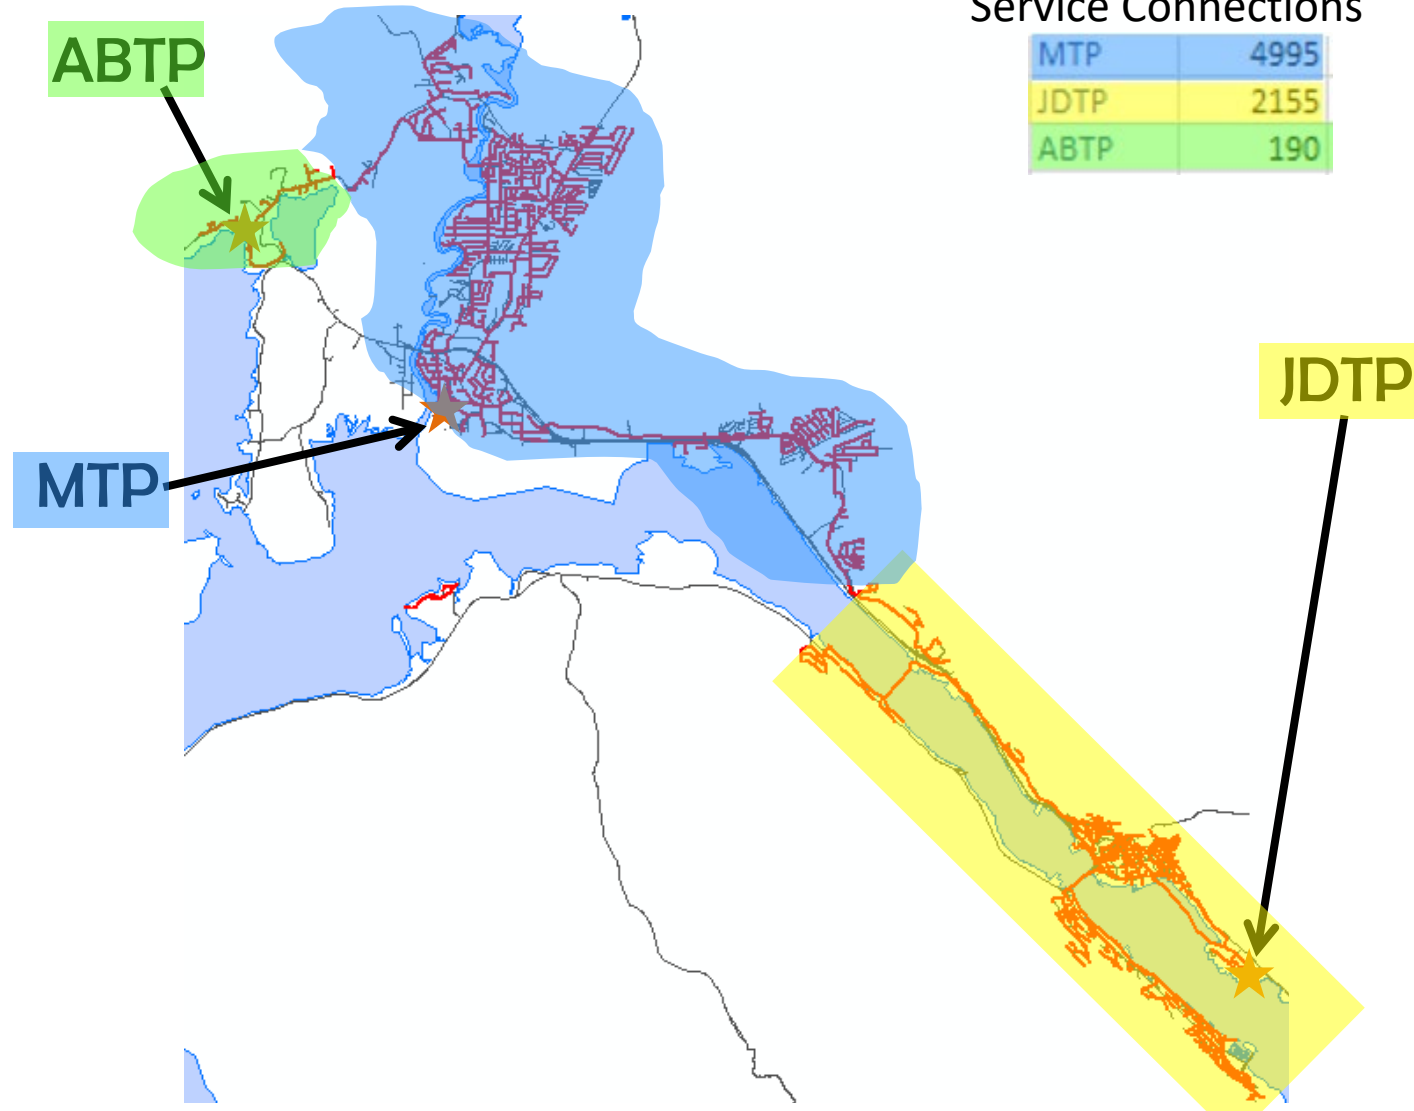 Service Connections
ABTP
MTP 4995
JDTP 2155
ABTP 190
JDTP
MTP